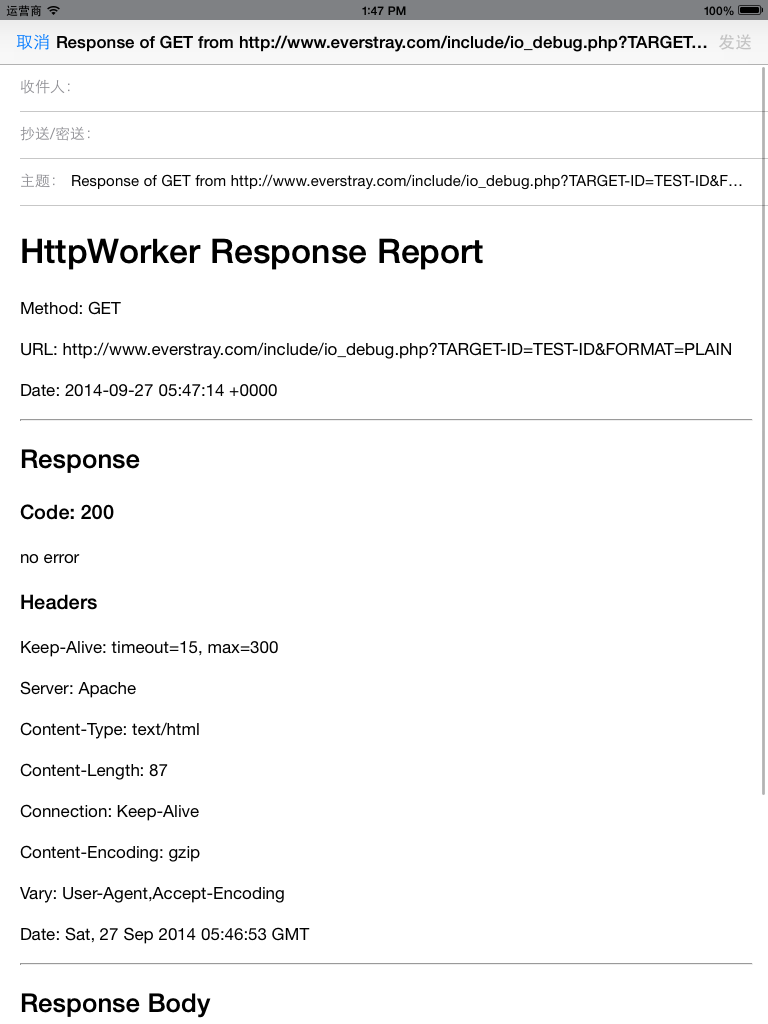 运营商 1:47 PM 100%
取消 Response of GET from http://www.everstray.com/include/io_debug.php?TARGET... 发送
收件人:
抄送/密送:
主题: Response of GET from http://www.everstray.com/include/io_debug.php?TARGET-ID=TEST-ID&F...
HttpWorker Response Report
Method: GET
URL: http://www.everstray.com/include/io_debug.php?TARGET-ID=TEST-ID&FORMAT=PLAIN
Date: 2014-09-27 05:47:14 +0000
Response
Code: 200
no error
Headers
Keep-Alive: timeout=15, max=300
Server: Apache
Content-Type: text/html
Content-Length: 87
Connection: Keep-Alive
Content-Encoding: gzip
Vary: User-Agent,Accept-Encoding
Date: Sat, 27 Sep 2014 05:46:53 GMT
Response Body